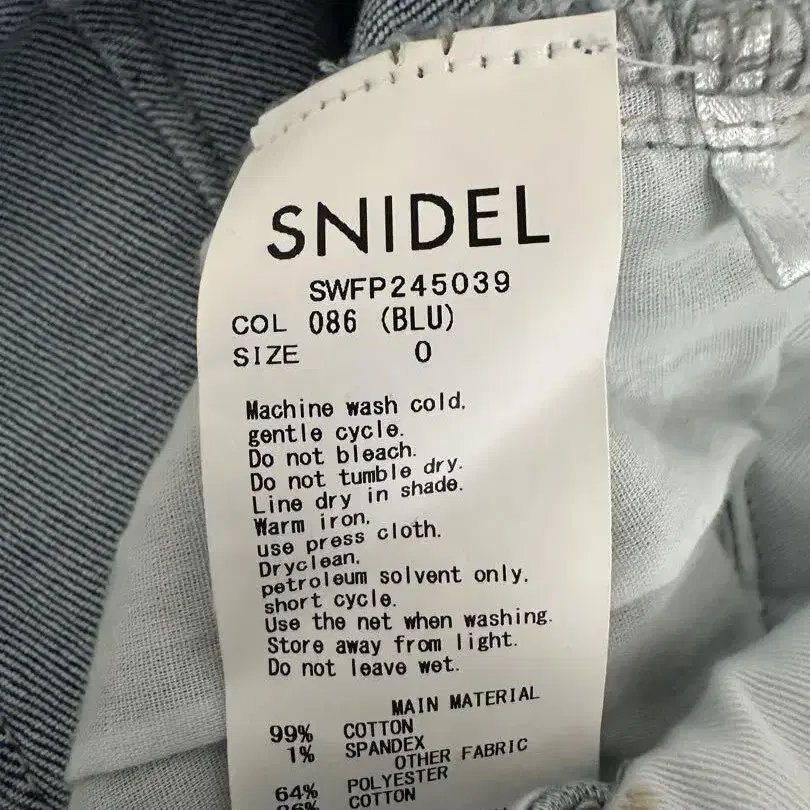 SNIDEL
SWFP245039
COL 086 (BLU)
SIZE 0
Machine wash cold,
gentle cycle.
Do not bleach.
Do not tumble dry.
Line dry in shade.
Warm iron,
use press cloth.
Dryclean,
petroleum solvent only,
short cycle.
Use the net when washing.
Store away from light.
Do not leave wet.
MAIN MATERIAL
99% COTTON
1% SPANDEX
OTHER FABRIC
64% POLYESTER
COTTON